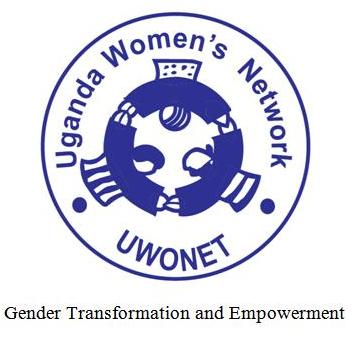 Uganda Women's Network
UWONET
Gender Transformation and Empowerment